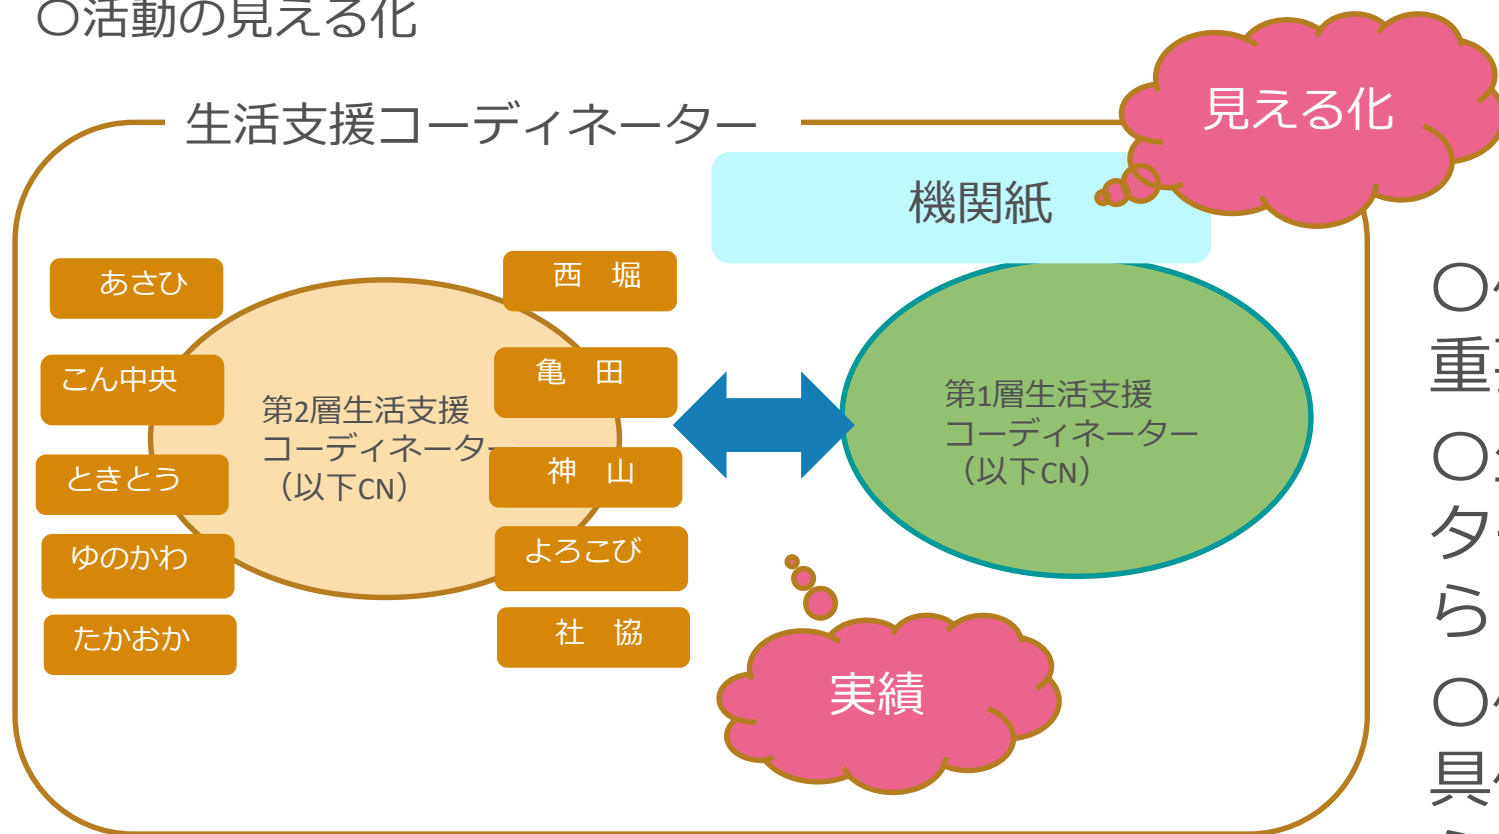 〇活動の見える化
生活支援コーディネーター
見える化
機関紙
あさひ
こん中央
ときとう
ゆのかわ
たかおか
第2層生活支援
コーディネーター
（以下CN）
西　堀
亀　田
神　山
よろこび
社　協
第1層生活支援
コーディネーター
（以下CN）
実績
〇
重
〇
ター
ら
〇
具